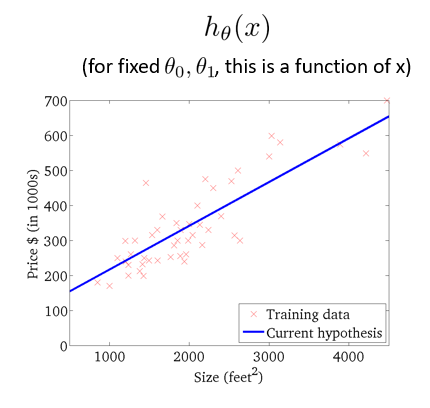 hθ(x)
(for fixed θ0, θ1, this is a function of x)
700
600
500
400
300
200
100
0
Price $ (in 1000s)
1000
2000
3000
4000
Size (feet2)
Training data
Current hypothesis